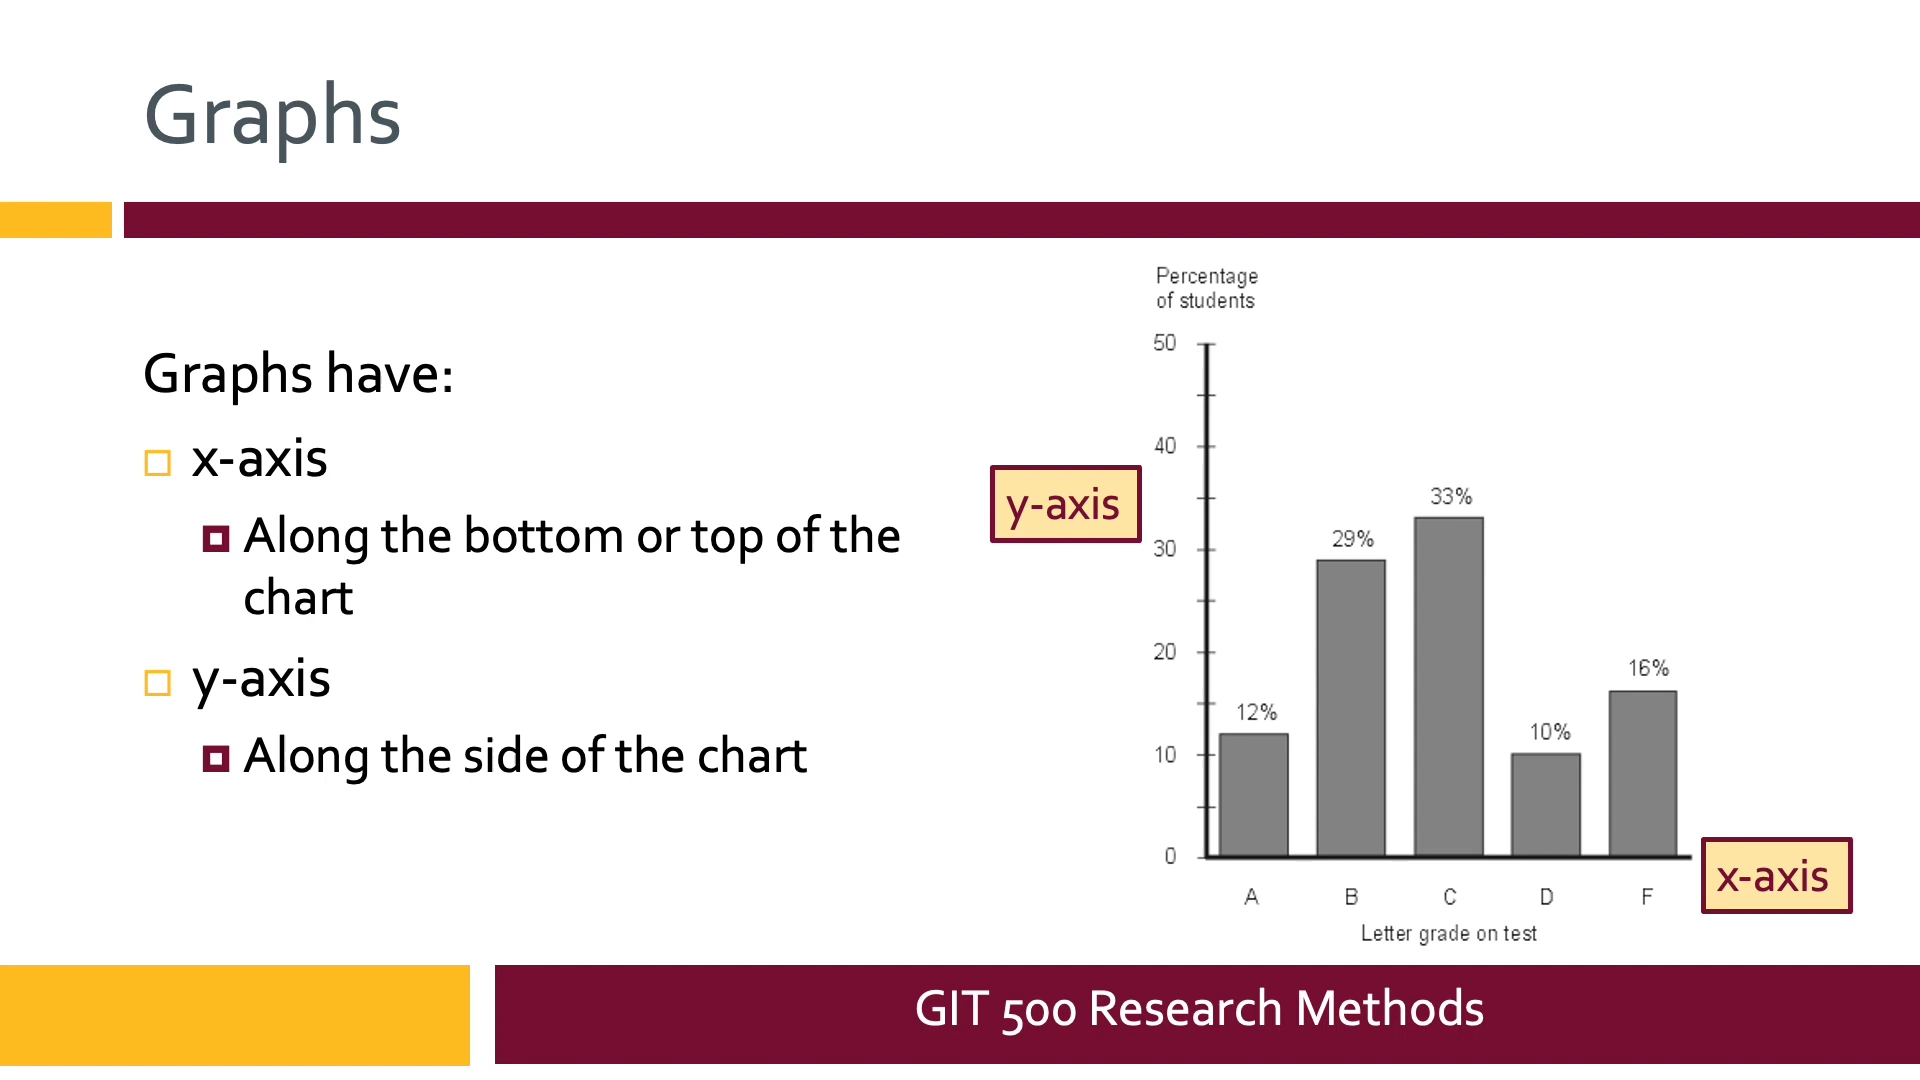 Graphs
Graphs have:
x-axis
Along the bottom or top of the
chart
y-axis
Along the side of the chart
Percentage
of students
50
40
30
20
10
0
y-axis
12%
29%
33%
10%
16%
A B C D F
Letter grade on test
x-axis
GIT 500 Research Methods